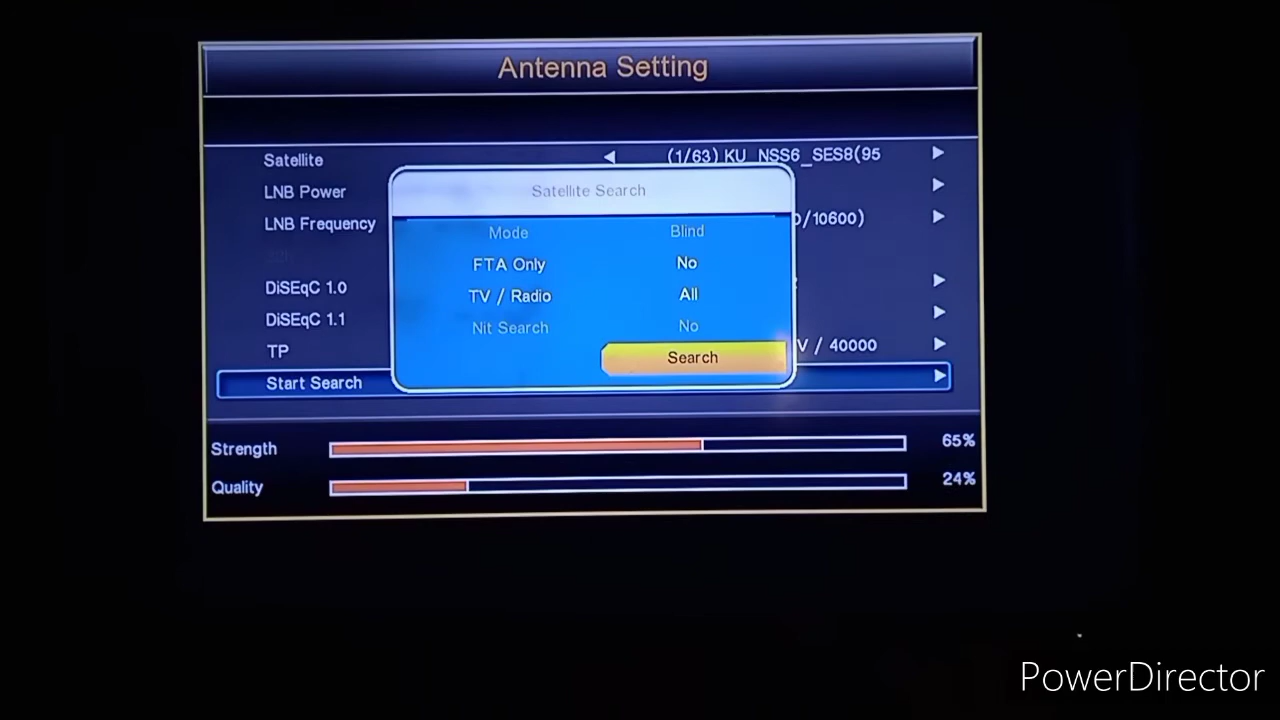 Antenna Setting
Satellite (1/63) KU_NSS6_SES8(95
LNB Power
LNB Frequency 0/10600)
Satellite Search
Mode Blind
FTA Only No
TV / Radio All
Nit Search No
Search
DiSEqC 1.0
DiSEqC 1.1
TP V / 40000
Start Search
Strength 65%
Quality 24%
PowerDirector